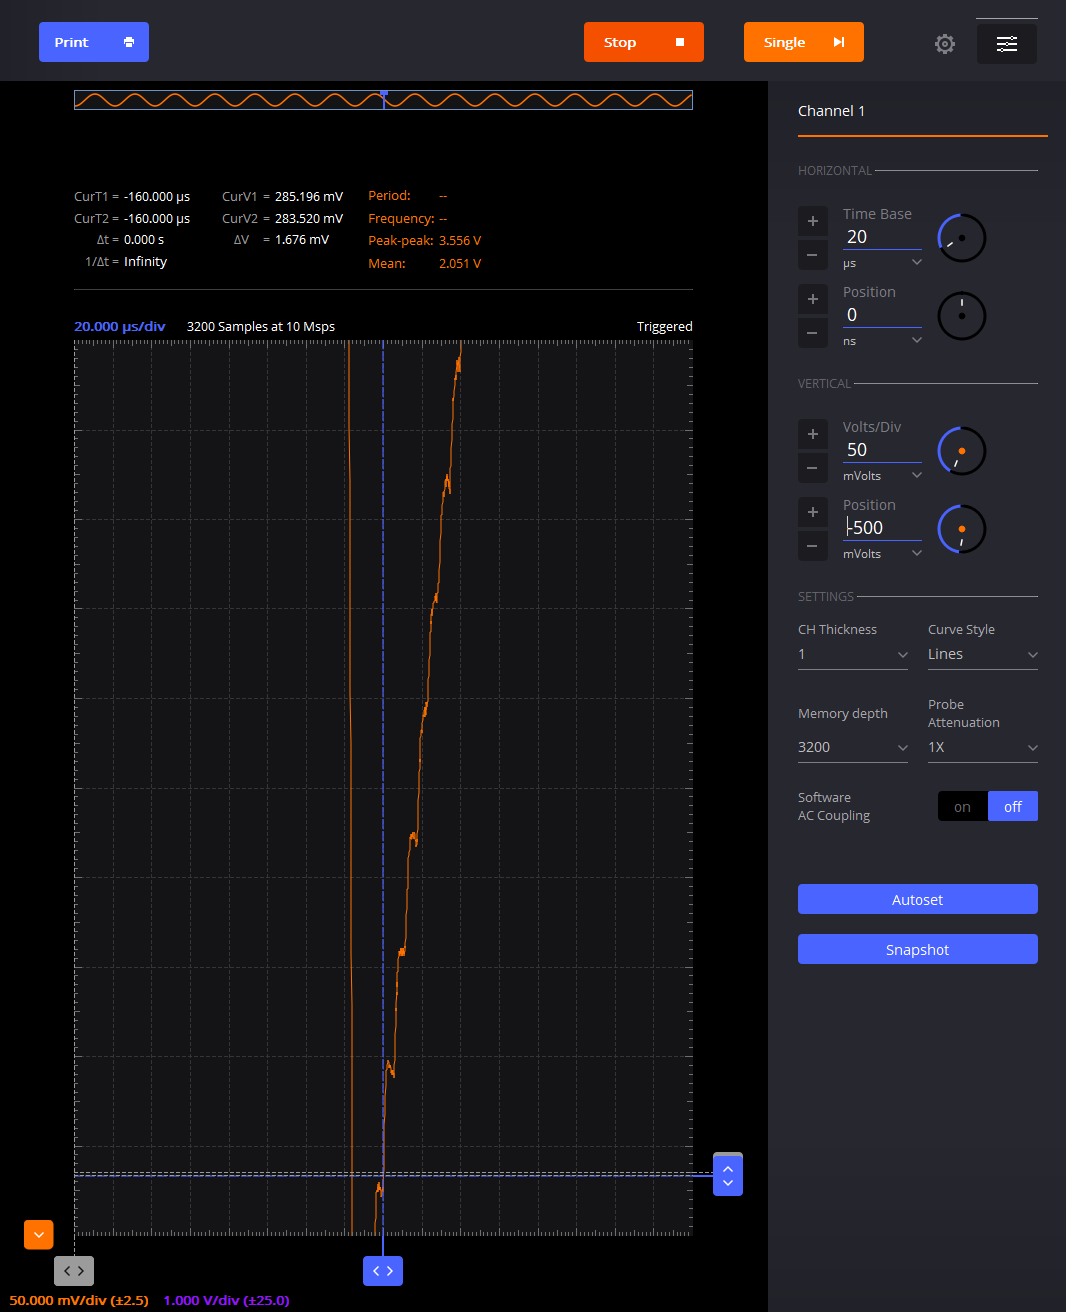 Print
Stop
Single
Channel 1
HORIZONTAL
CurT1 = -160.000 µs CurV1 = 285.196 mV Period: --
CurT2 = -160.000 µs CurV2 = 283.520 mV Frequency: --
Δt = 0.000 s ΔV = 1.676 mV Peak-peak: 3.556 V
1/Δt = Infinity Mean: 2.051 V
20.000 µs/div 3200 Samples at 10 Msps Triggered
+ Time Base
20
− µs
+ Position
0
− ns
VERTICAL
+ Volts/Div
50
− mVolts
+ Position
-500
− mVolts
SETTINGS
CH Thickness Curve Style
1 Lines
Memory depth Probe
Attenuation
3200 1X
Software
AC Coupling
on off
Autoset
Snapshot
50.000 mV/div (±2.5) 1.000 V/div (±25.0)